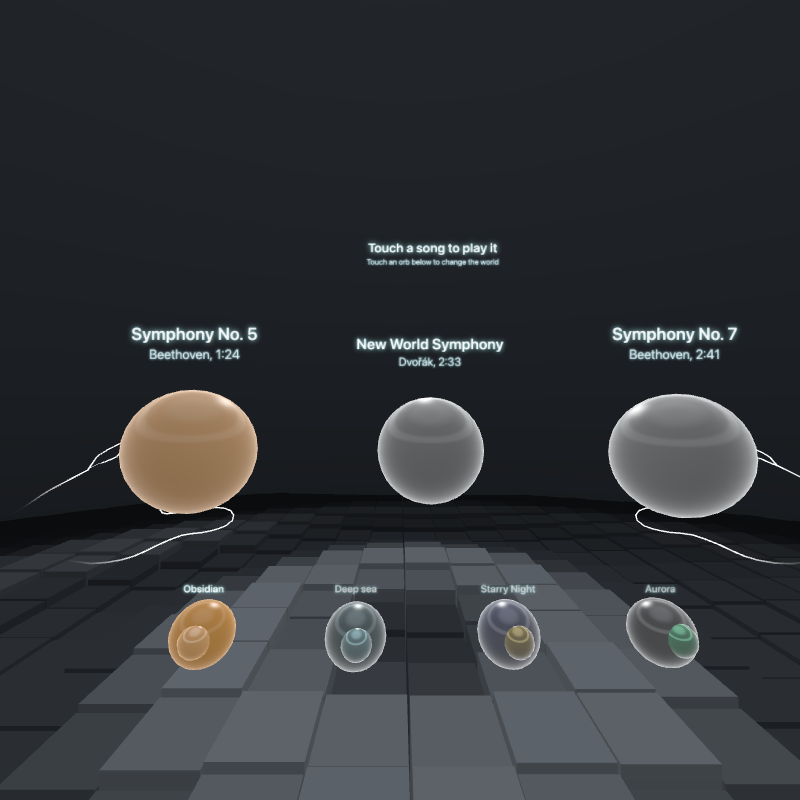 Touch a song to play it
Touch an orb below to change the world
Symphony No. 5
Beethoven, 1:24
New World Symphony
Dvořák, 2:33
Symphony No. 7
Beethoven, 2:41
Obsidian
Deep sea
Starry Night
Aurora